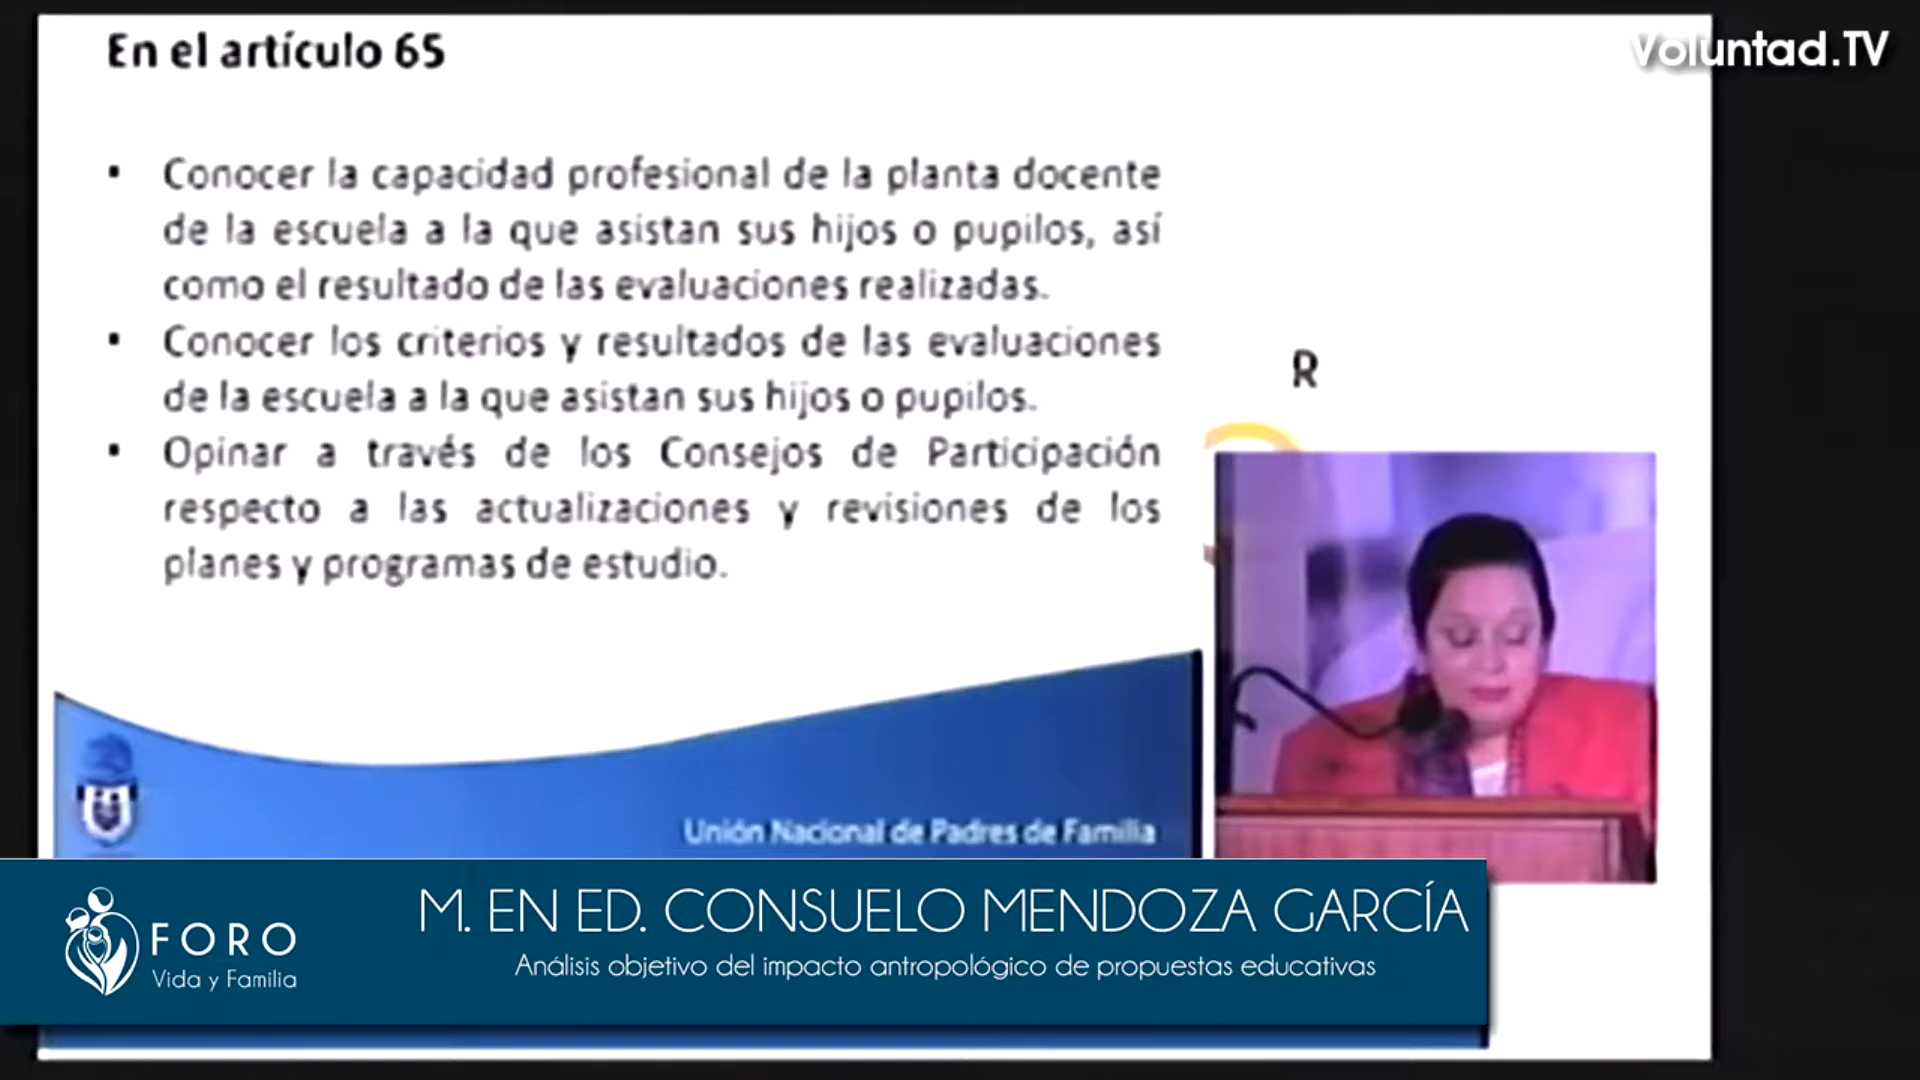 En el artículo 65
Voluntad.TV
• Conocer la capacidad profesional de la planta docente
de la escuela a la que asistan sus hijos o pupilos, así
como el resultado de las evaluaciones realizadas.
• Conocer los criterios y resultados de las evaluaciones
de la escuela a la que asistan sus hijos o pupilos.
• Opinar a través de los Consejos de Participación
respecto a las actualizaciones y revisiones de los
planes y programas de estudio.
R
Unión Nacional de Padres de Familia
FORO
Vida y Familia
M. EN ED. CONSUELO MENDOZA GARCÍA
Análisis objetivo del impacto antropológico de propuestas educativas